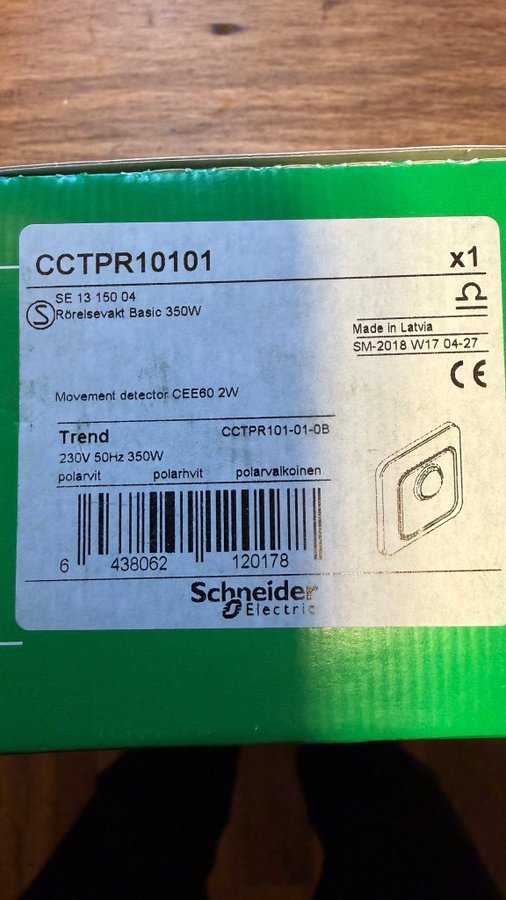 CCTPR10101 x1
SE 13 150 04
S Rörelsevakt Basic 350W
Made in Latvia
SM-2018 W17 04-27
CE
Movement detector CEE60 2W
Trend CCTPR101-01-0B
230V 50Hz 350W
polarvit polarhvit polarvalkoinen
6 438062 120178
Schneider
Electric